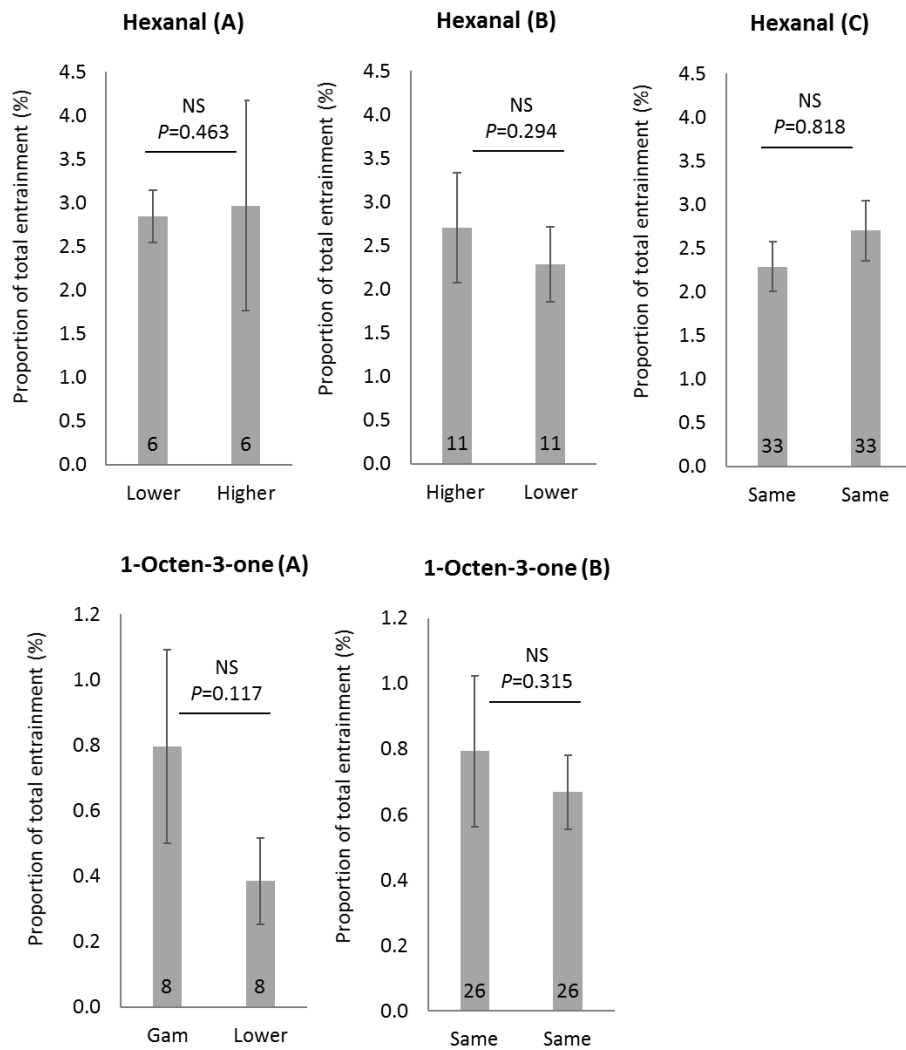 Hexanal (A)
Proportion of total entrainment (%)
4.5
4.0
3.5
3.0
2.5
2.0
1.5
1.0
0.5
0.0
NS
P=0.463
6
6
Lower
Higher
Hexanal (B)
Proportion of total entrainment (%)
4.5
4.0
3.5
3.0
2.5
2.0
1.5
1.0
0.5
0.0
NS
P=0.294
11
11
Higher
Lower
Hexanal (C)
Proportion of total entrainment (%)
4.5
4.0
3.5
3.0
2.5
2.0
1.5
1.0
0.5
0.0
NS
P=0.818
33
33
Same
Same
1-Octen-3-one (A)
Proportion of total entrainment (%)
1.2
1.0
0.8
0.6
0.4
0.2
0.0
NS
P=0.117
8
8
Gam
Lower
1-Octen-3-one (B)
Proportion of total entrainment (%)
1.2
1.0
0.8
0.6
0.4
0.2
0.0
NS
P=0.315
26
26
Same
Same